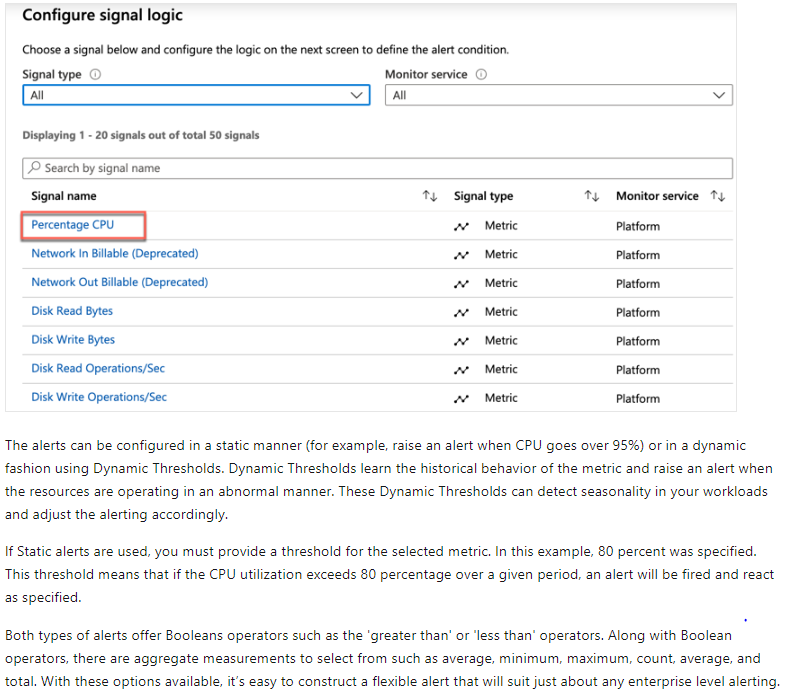 Configure signal logic
Choose a signal below and configure the logic on the next screen to define the alert condition.
Signal type Monitor service
All All
Displaying 1 - 20 signals out of total 50 signals
Search by signal name
Signal name Signal type Monitor service
Percentage CPU Metric Platform
Network In Billable (Deprecated) Metric Platform
Network Out Billable (Deprecated) Metric Platform
Disk Read Bytes Metric Platform
Disk Write Bytes Metric Platform
Disk Read Operations/Sec Metric Platform
Disk Write Operations/Sec Metric Platform
The alerts can be configured in a static manner (for example, raise an alert when CPU goes over 95%) or in a dynamic
fashion using Dynamic Thresholds. Dynamic Thresholds learn the historical behavior of the metric and raise an alert when
the resources are operating in an abnormal manner. These Dynamic Thresholds can detect seasonality in your workloads
and adjust the alerting accordingly.
If Static alerts are used, you must provide a threshold for the selected metric. In this example, 80 percent was specified.
This threshold means that if the CPU utilization exceeds 80 percentage over a given period, an alert will be fired and react
as specified.
Both types of alerts offer Booleans operators such as the 'greater than' or 'less than' operators. Along with Boolean
operators, there are aggregate measurements to select from such as average, minimum, maximum, count, average, and
total. With these options available, it’s easy to construct a flexible alert that will suit just about any enterprise level alerting.